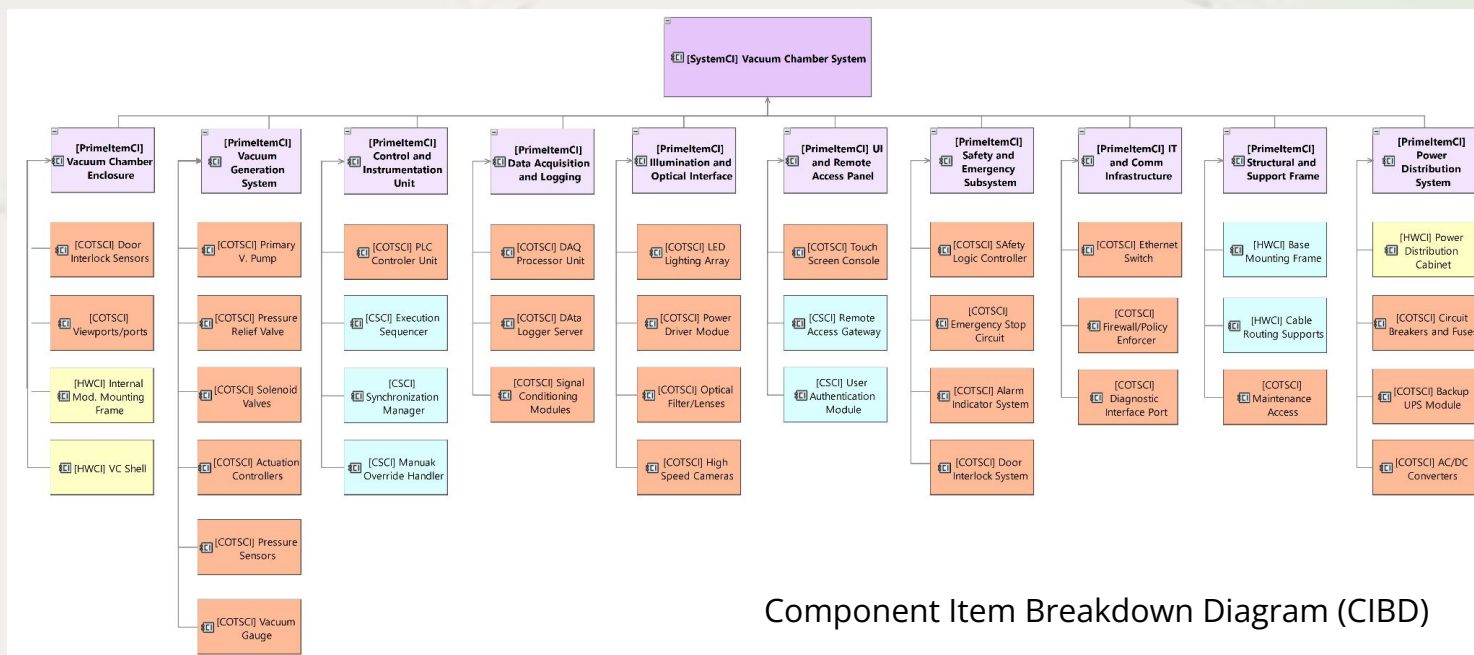 [SystemCI] Vacuum Chamber System
[PrimeItemCI]
Vacuum Chamber
Enclosure
[COTSCI] Door
Interlock Sensors
[COTSCI]
Viewports/ports
[HWCI] Internal
Mod. Mounting
Frame
[HWCI] VC Shell
[PrimeItemCI]
Vacuum
Generation
System
[COTSCI] Primary
V. Pump
[COTSCI] Pressure
Relief Valve
[COTSCI] Solenoid
Valves
[COTSCI] Actuation
Controllers
[COTSCI] Pressure
Sensors
[COTSCI] Vacuum
Gauge
[PrimeItemCI]
Control and
Instrumentation
Unit
[COTSCI] PLC
Controler Unit
[CSCI] Execution
Sequencer
[CSCI]
Synchronization
Manager
[CSCI] Manuak
Override Handler
[PrimeItemCI]
Data Acquisition
and Logging
[COTSCI] DAQ
Processor Unit
[COTSCI] DAta
Logger Server
[COTSCI] Signal
Conditioning
Modules
[PrimeItemCI]
Illumination and
Optical Interface
[COTSCI] LED
Lighting Array
[COTSCI] Power
Driver Modue
[COTSCI] Optical
Filter/Lenses
[COTSCI] High
Speed Cameras
[PrimeItemCI] UI
and Remote
Access Panel
[COTSCI] Touch
Screen Console
[CSCI] Remote
Access Gateway
[CSCI] User
Authentication
Module
[PrimeItemCI]
Safety and
Emergency
Subsystem
[COTSCI] SAfety
Logic Controller
[COTSCI]
Emergency Stop
Circuit
[COTSCI] Alarm
Indicator System
[COTSCI] Door
Interlock System
[PrimeItemCI] IT
and Comm
Infrastructure
[COTSCI] Ethernet
Switch
[COTSCI]
Firewall/Policy
Enforcer
[COTSCI]
Diagnostic
Interface Port
[PrimeItemCI]
Structural and
Support Frame
[HWCI] Base
Mounting Frame
[HWCI] Cable
Routing Supports
[COTSCI]
Maintenance
Access
[PrimeItemCI]
Power
Distribution
System
[HWCI] Power
Distribution
Cabinet
[COTSCI] Circuit
Breakers and Fuses
[COTSCI] Backup
UPS Module
[COTSCI] AC/DC
Converters
Component Item Breakdown Diagram (CIBD)